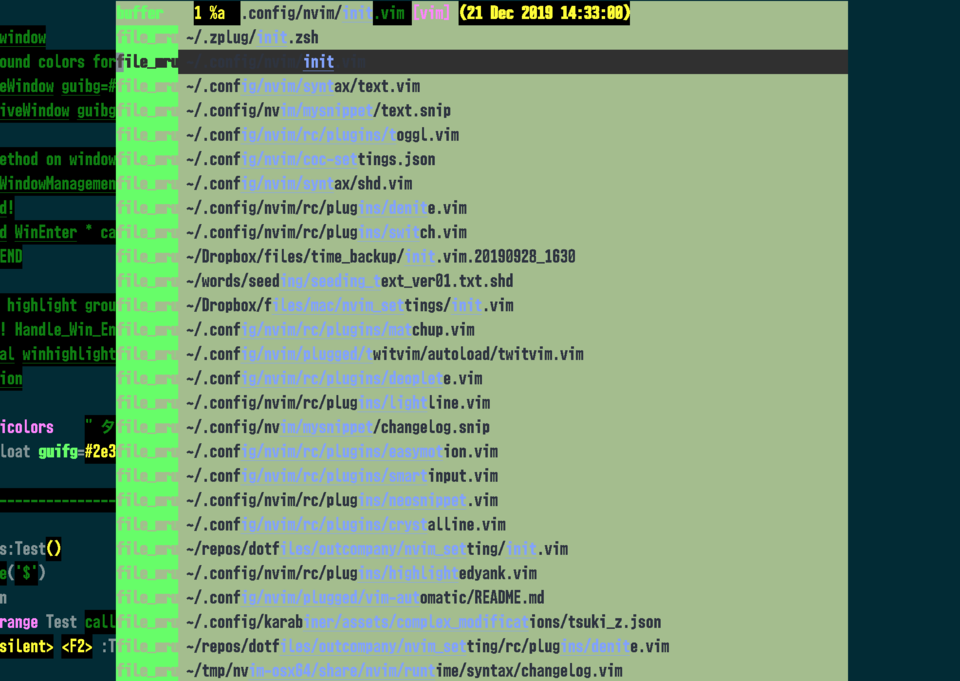 buffer 1 %a .config/nvim/init.vim [vim] (21 Dec 2019 14:33:00)
window file_mru ~/.zplug/init.zsh
ound colors for file_mru ~/.config/nvim/init.vim
eWindow guibg=# file_mru ~/.config/nvim/syntax/text.vim
iveWindow guibg file_mru ~/.config/nvim/mysnippet/text.snip
file_mru ~/.config/nvim/rc/plugins/toggl.vim
ethod on window file_mru ~/.config/nvim/coc-settings.json
WindowManagemen file_mru ~/.config/nvim/syntax/shd.vim
d! file_mru ~/.config/nvim/rc/plugins/denite.vim
d WinEnter * ca file_mru ~/.config/nvim/rc/plugins/switch.vim
END file_mru ~/Dropbox/files/time_backup/init.vim.20190928_1630
file_mru ~/words/seeding/seeding_text_ver01.txt.shd
highlight grou file_mru ~/Dropbox/files/mac/nvim_settings/init.vim
! Handle_Win_En file_mru ~/.config/nvim/rc/plugins/matchup.vim
al winhighlight file_mru ~/.config/nvim/plugged/twitvim/autoload/twitvim.vim
ion file_mru ~/.config/nvim/rc/plugins/deoplete.vim
file_mru ~/.config/nvim/rc/plugins/lightline.vim
icolors " タ file_mru ~/.config/nvim/mysnippet/changelog.snip
loat guifg=#2e3 file_mru ~/.config/nvim/rc/plugins/easymotion.vim
file_mru ~/.config/nvim/rc/plugins/smartinput.vim
--------------- file_mru ~/.config/nvim/rc/plugins/neosnippet.vim
file_mru ~/.config/nvim/rc/plugins/crystalline.vim
s:Test() file_mru ~/repos/dotfiles/outcompany/nvim_setting/init.vim
e('$') file_mru ~/.config/nvim/rc/plugins/highlightedyank.vim
n file_mru ~/.config/nvim/plugged/vim-automatic/README.md
range Test call file_mru ~/.config/karabiner/assets/complex_modifications/tsuki_z.json
silent> <F2> :T file_mru ~/repos/dotfiles/outcompany/nvim_setting/rc/plugins/denite.vim
file_mru ~/tmp/nvim-osx64/share/nvim/runtime/syntax/changelog.vim